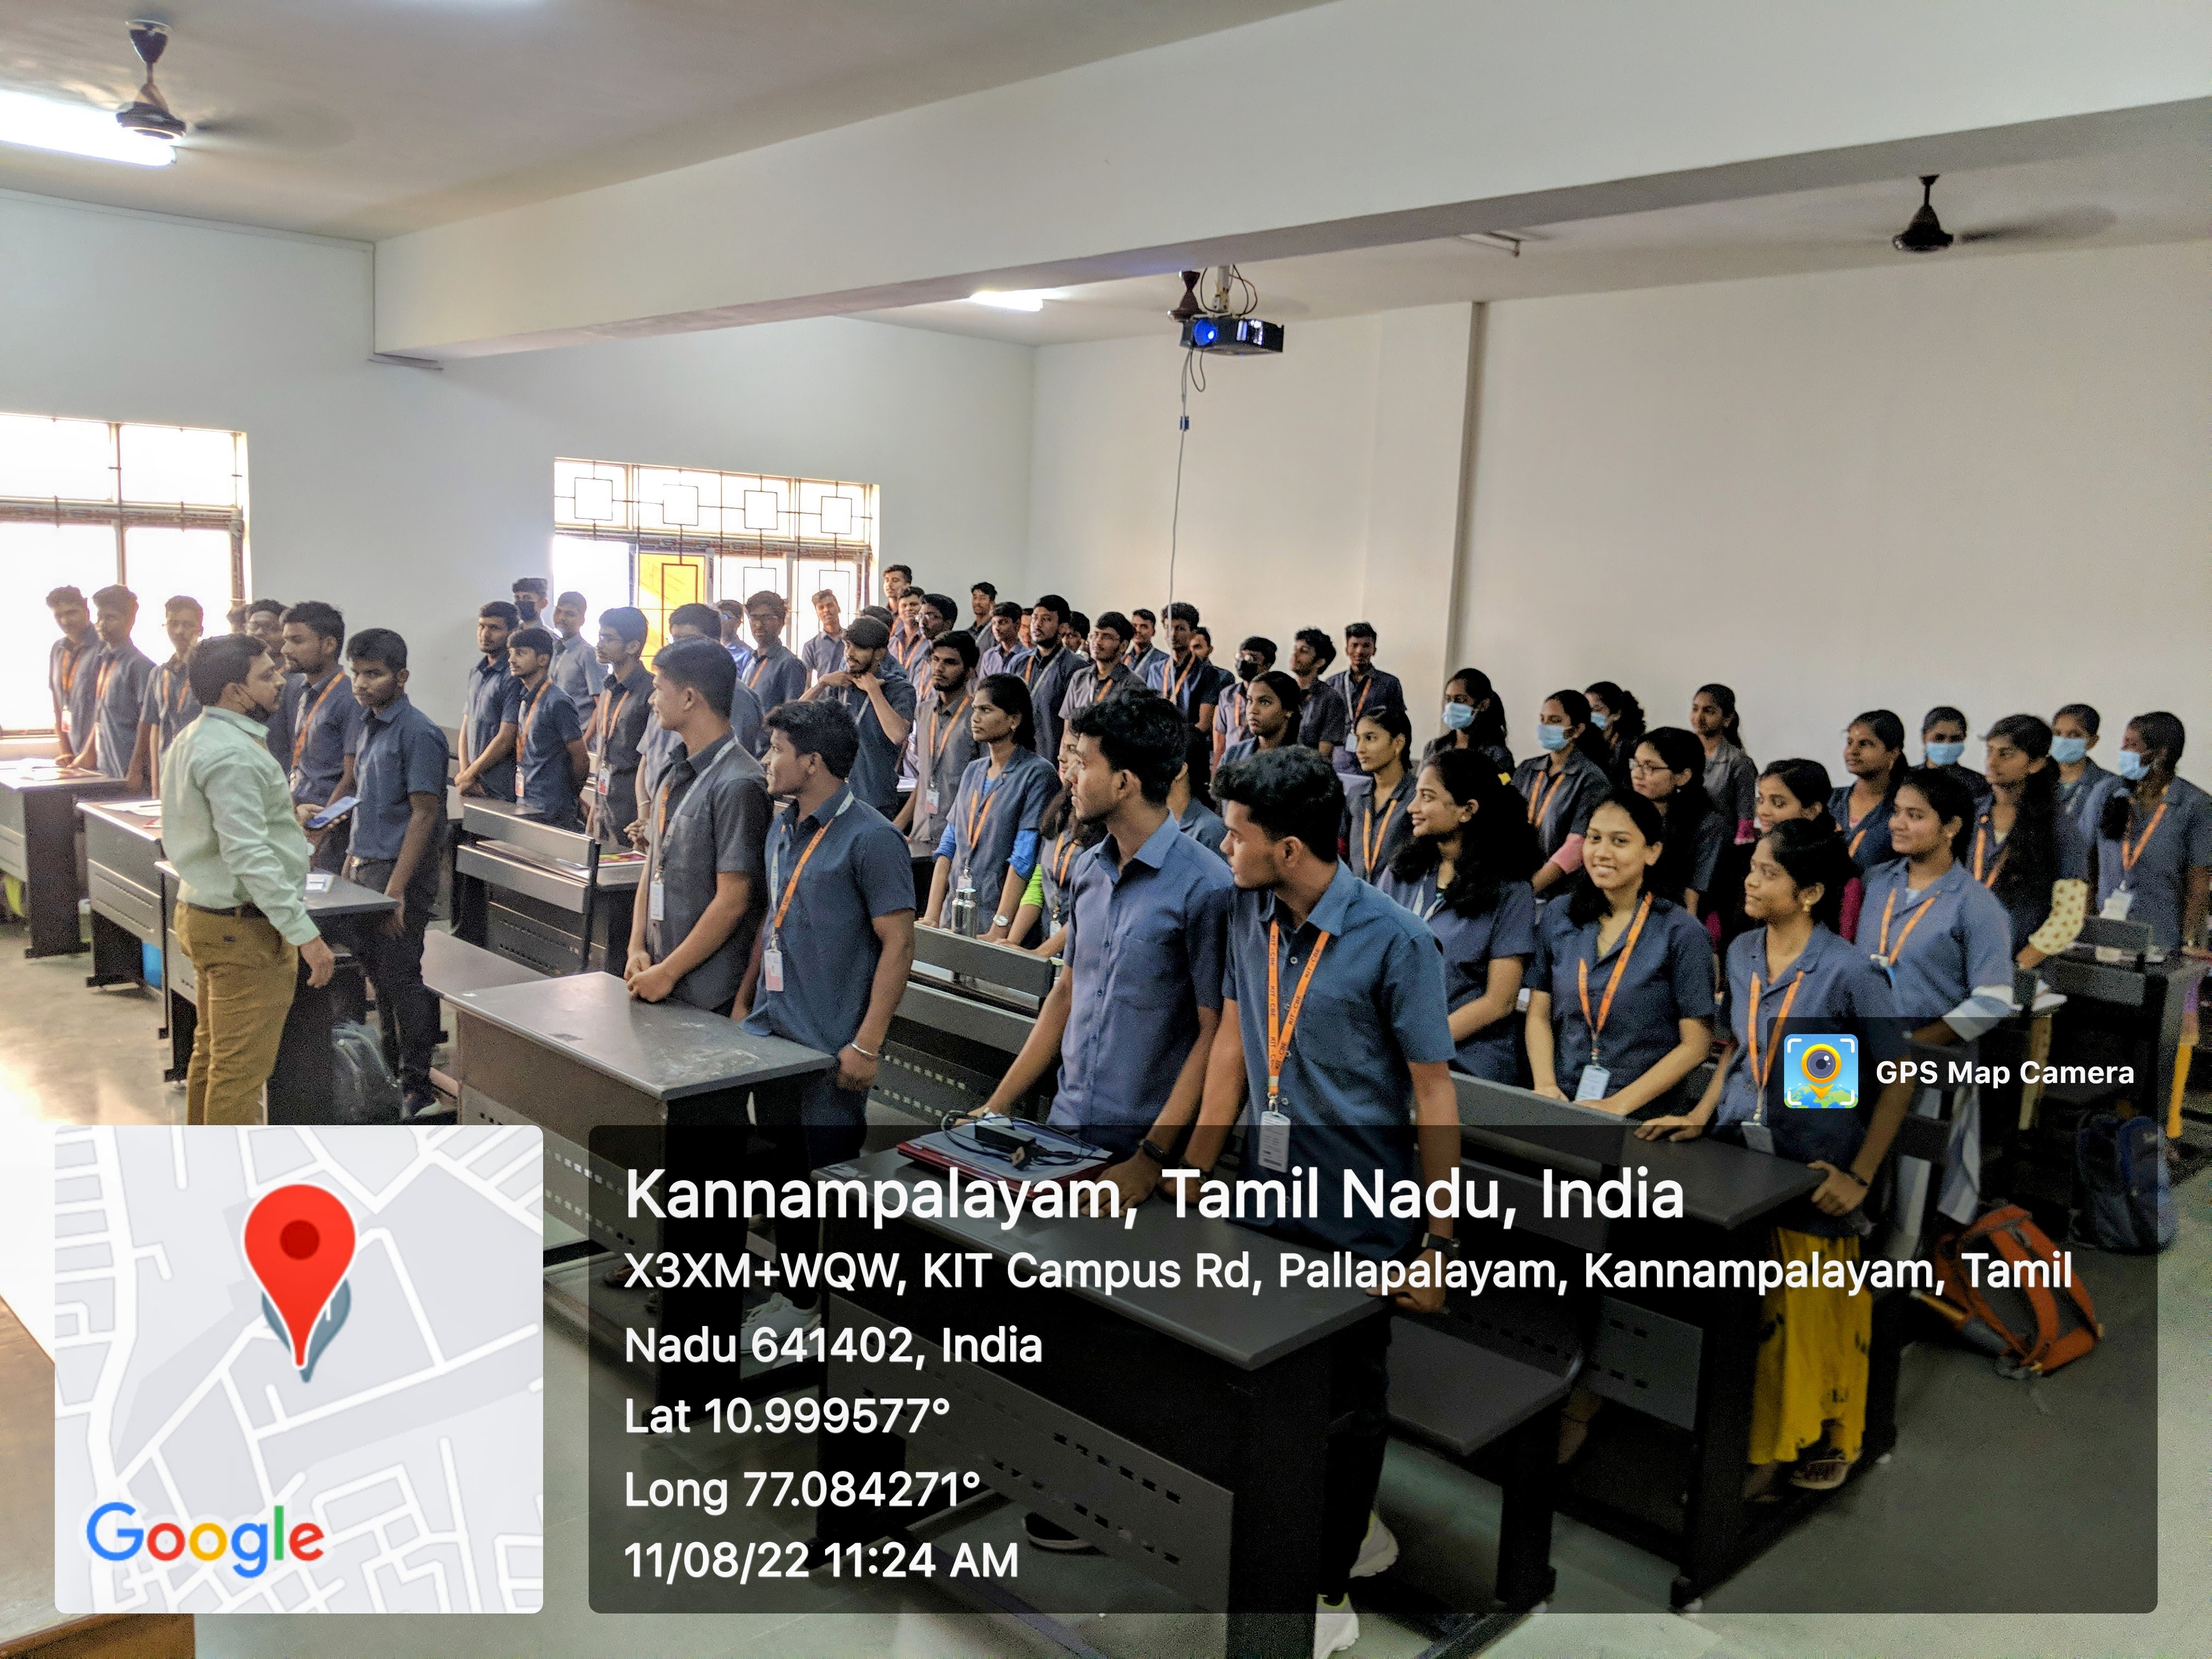 GPS Map Camera
Kannampalayam, Tamil Nadu, India
X3XM+WQW, KIT Campus Rd, Pallapalayam, Kannampalayam, Tamil
Nadu 641402, India
Lat 10.999577°
Long 77.084271°
11/08/22 11:24 AM
Google